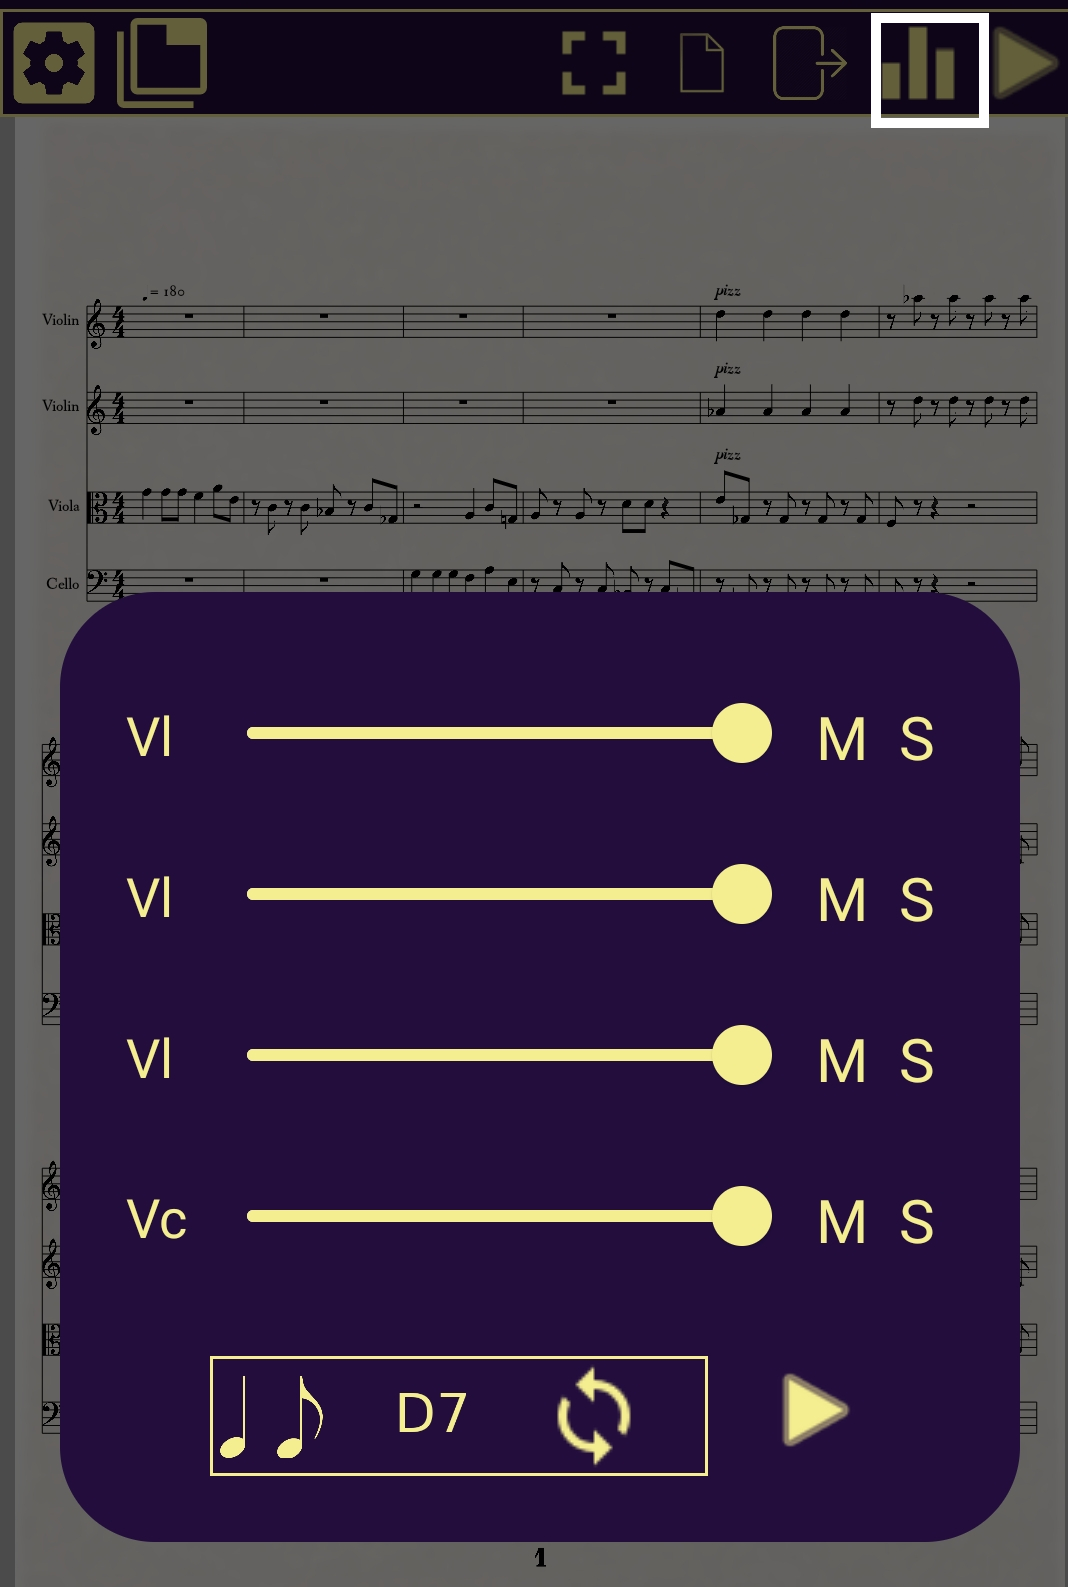 = 180
pizz
Violin
pizz
Violin
pizz
Viola
Cello
Vl M S
Vl M S
Vl M S
Vc M S
D7
1